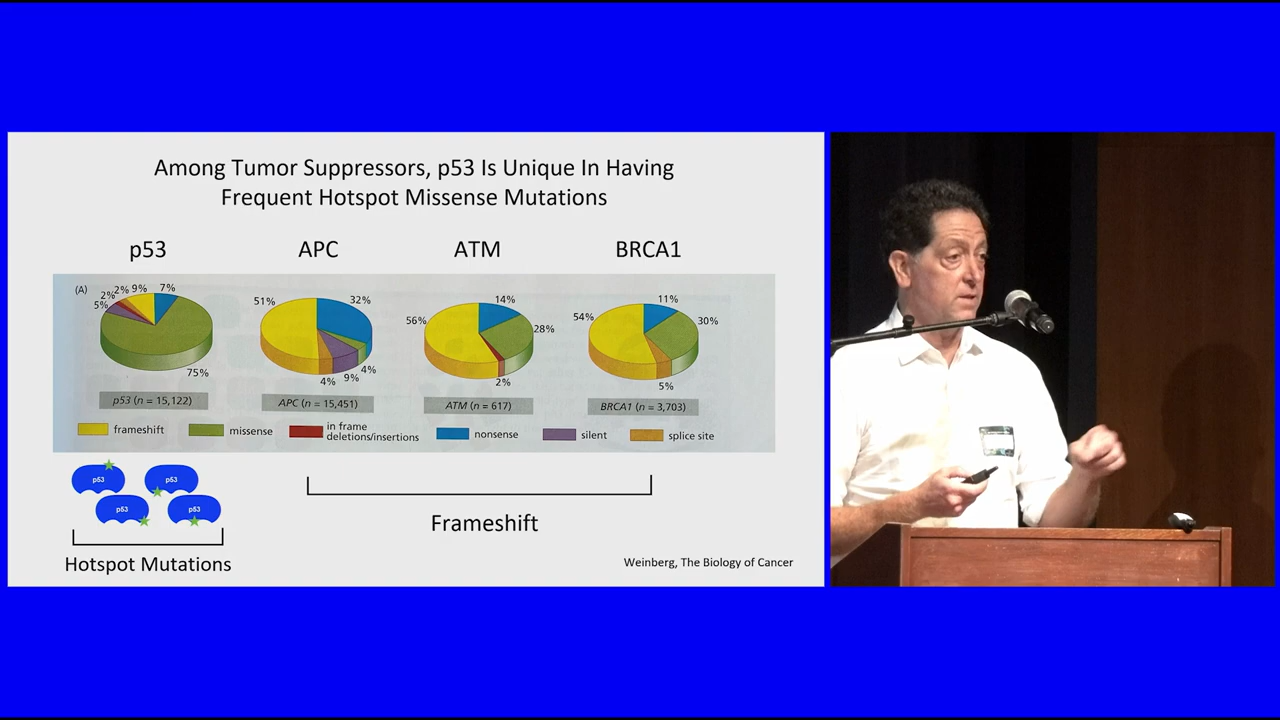 Among Tumor Suppressors, p53 Is Unique In Having
Frequent Hotspot Missense Mutations
p53
APC
ATM
BRCA1
(A)
5%
2%
2%
9%
7%
75%
51%
32%
4%
9%
4%
56%
14%
28%
2%
54%
11%
30%
5%
p53 (n = 15,122)
APC (n = 15,451)
ATM (n = 617)
BRCA1 (n = 3,703)
frameshift
missense
in frame
deletions/insertions
nonsense
silent
splice site
p53
p53
p53
p53
Hotspot Mutations
Frameshift
Weinberg, The Biology of Cancer